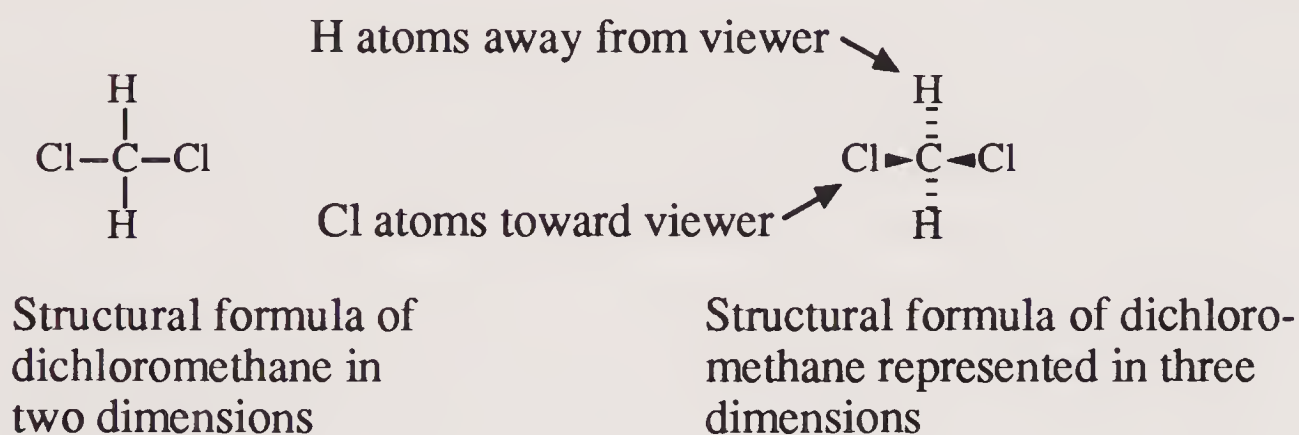 H atoms away from viewer
H
H
Cl–C–Cl
Cl C Cl
H
Cl atoms toward viewer
H
Structural formula of
dichloromethane in
two dimensions
Structural formula of dichloro-
methane represented in three
dimensions